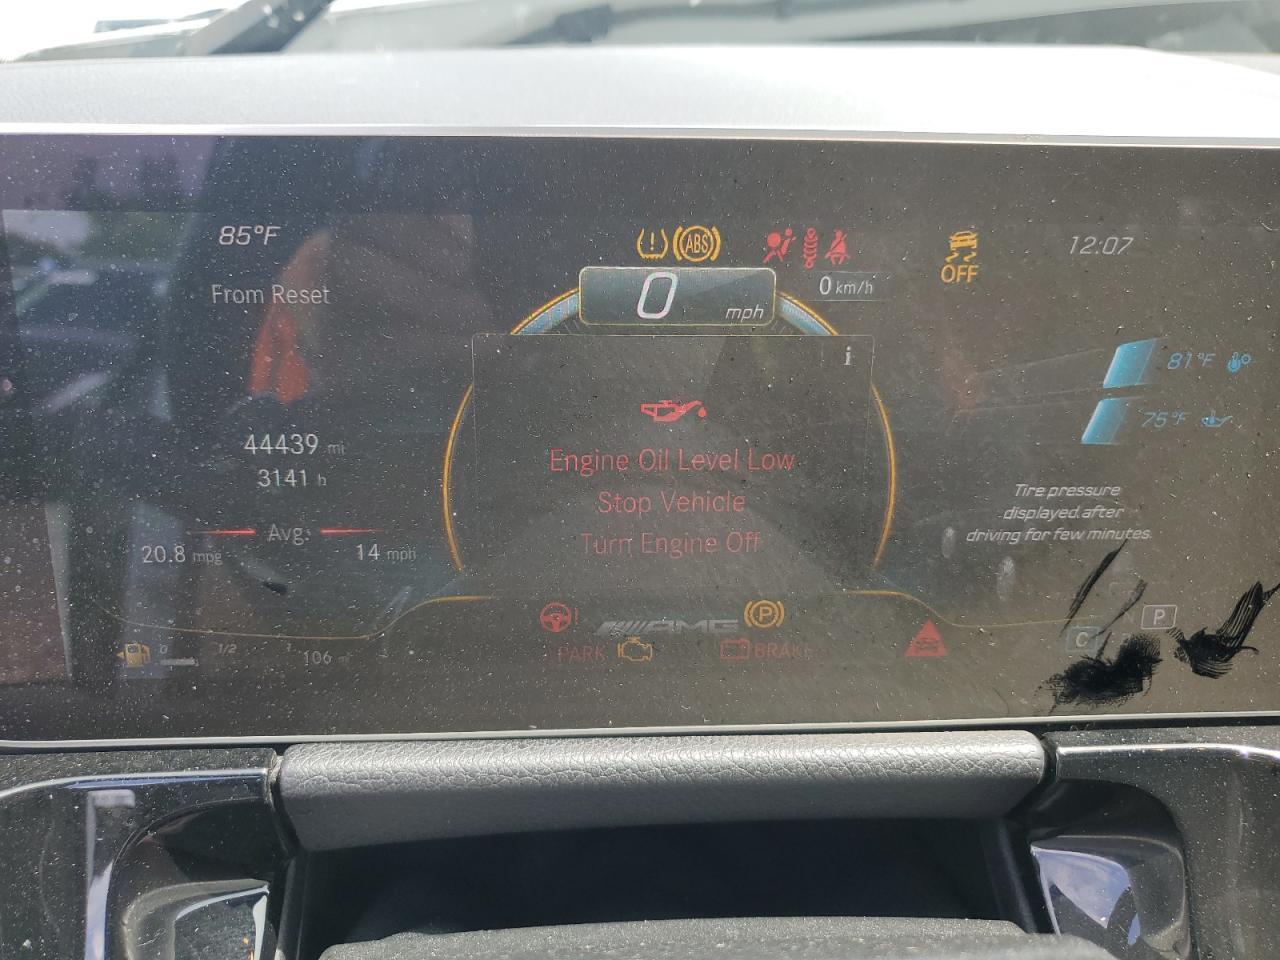 85°F
ABS
OFF
12:07
From Reset
0 mph
0 km/h
i
81°F
75°F
44439 mi
3141 h
Engine Oil Level Low
Stop Vehicle
Turn Engine Off
Tire pressure
displayed after
driving for few minutes.
Avg.
20.8 mpg
14 mph
AMG
P
P
C
PARK
BRAKE
0
1/2
1
106 mi